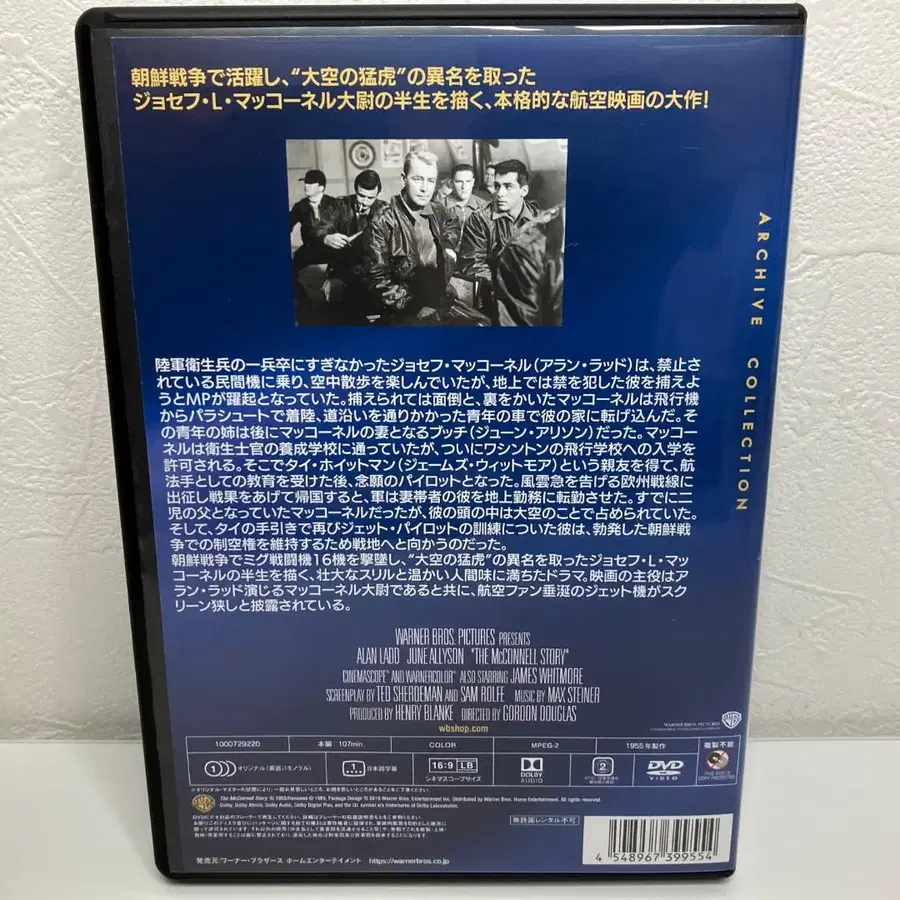 朝鮮戦争で活躍し、“大空の猛虎”の異名を取った
ジョセフ・L・マッコーネル大尉の半生を描く、本格的な航空映画の大作！
ARCHIVE COLLECTION
陸軍衛生兵の一兵卒にすぎなかったジョセフ・マッコーネル（アラン・ラッド）は、禁止さ
れている民間機に乗り、空中散歩を楽しんでいたが、地上では禁を犯した彼を捕えよ
うとMPが躍起となっていた。捕えられては面倒と、裏をかいたマッコーネルは飛行機
からパラシュートで着陸、道沿いを通りかかった青年の車で彼の家に転げ込んだ。そ
の青年の姉は後にマッコーネルの妻となるブッチ（ジューン・アリソン）だった。マッコー
ネルは衛生士官の養成学校に通っていたが、ついにワシントンの飛行学校への入学を
許可される。そこでタイ・ホイットマン（ジェームズ・ウィットモア）という親友を得て、航
法手としての教育を受けた後、念願のパイロットとなった。風雲急を告げる欧州戦線に
出征し戦果をあげて帰国すると、軍は妻帯者の彼を地上勤務に転勤させた。すでに二
児の父となっていたマッコーネルだったが、彼の頭の中は大空のことで占められていた。
そして、タイの手引きで再びジェット・パイロットの訓練についた彼は、勃発した朝鮮戦
争での制空権を維持するため戦地へと向かうのだった。
朝鮮戦争でミグ戦闘機16機を撃墜し、“大空の猛虎”の異名を取ったジョセフ・L・マッ
コーネルの半生を描く、壮大なスリルと温かい人間味に満ちたドラマ。映画の主役はア
ラン・ラッド演じるマッコーネル大尉であると共に、航空ファン垂涎のジェット機がスク
リーン狭しと披露されている。
WARNER BROS. PICTURES PRESENTS
ALAN LADD JUNE ALLYSON "THE McCONNELL STORY"
CINEMASCOPE AND WARNERCOLOR ALSO STARRING JAMES WHITMORE
SCREENPLAY BY TED SHERDEMAN AND SAM ROLFE MUSIC BY MAX STEINER
PRODUCED BY HENRY BLANKE DIRECTED BY GORDON DOUGLAS
wbshop.com
WARNER BROS. PICTURES
1000729220 本編 107min. COLOR MPEG-2 1955年製作 複製不能
1 オリジナル（英語）（モノラル） 1 日本語字幕 16:9 LB シネマスコープサイズ DOLBY AUDIO 2 DVD VIDEO
無許諾レンタル不可
発売元：ワーナー・ブラザース ホームエンターテイメント https://warnerbros.co.jp
4 548967 399554